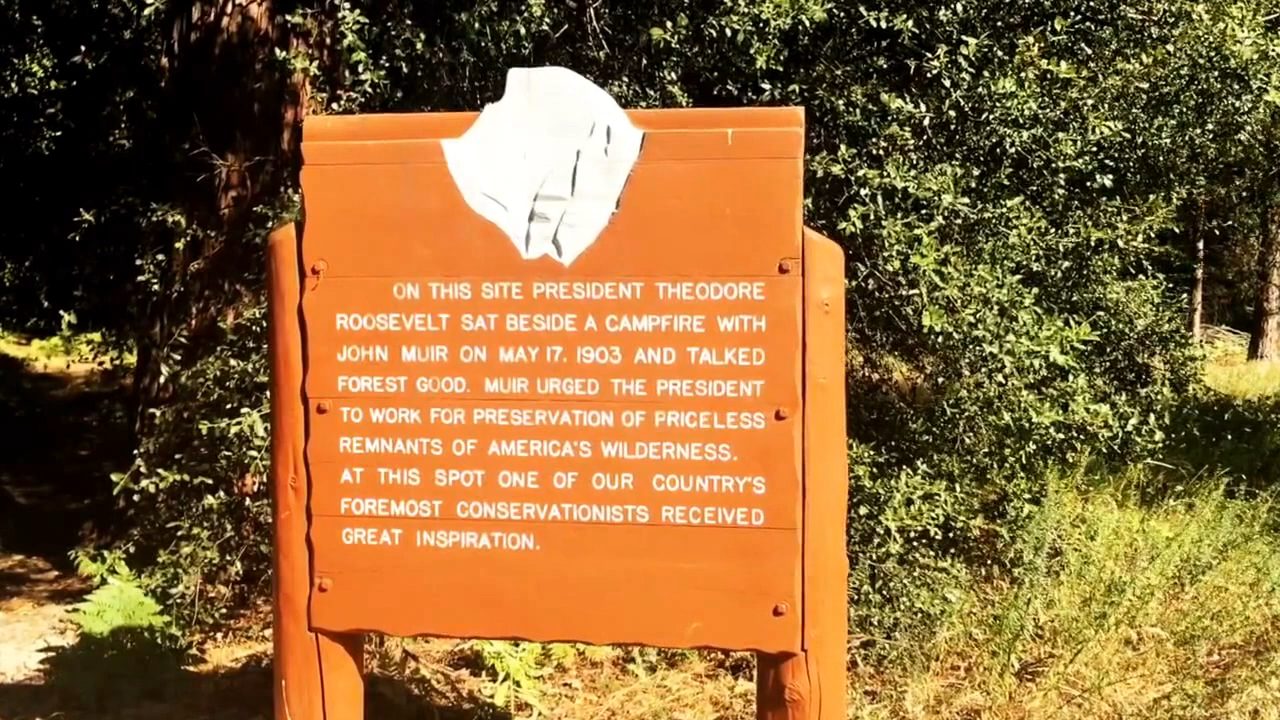 ON THIS SITE PRESIDENT THEODORE
ROOSEVELT SAT BESIDE A CAMPFIRE WITH
JOHN MUIR ON MAY 17. 1903 AND TALKED
FOREST GOOD. MUIR URGED THE PRESIDENT
TO WORK FOR PRESERVATION OF PRICELESS
REMNANTS OF AMERICA'S WILDERNESS.
AT THIS SPOT ONE OF OUR COUNTRY'S
FOREMOST CONSERVATIONISTS RECEIVED
GREAT INSPIRATION.